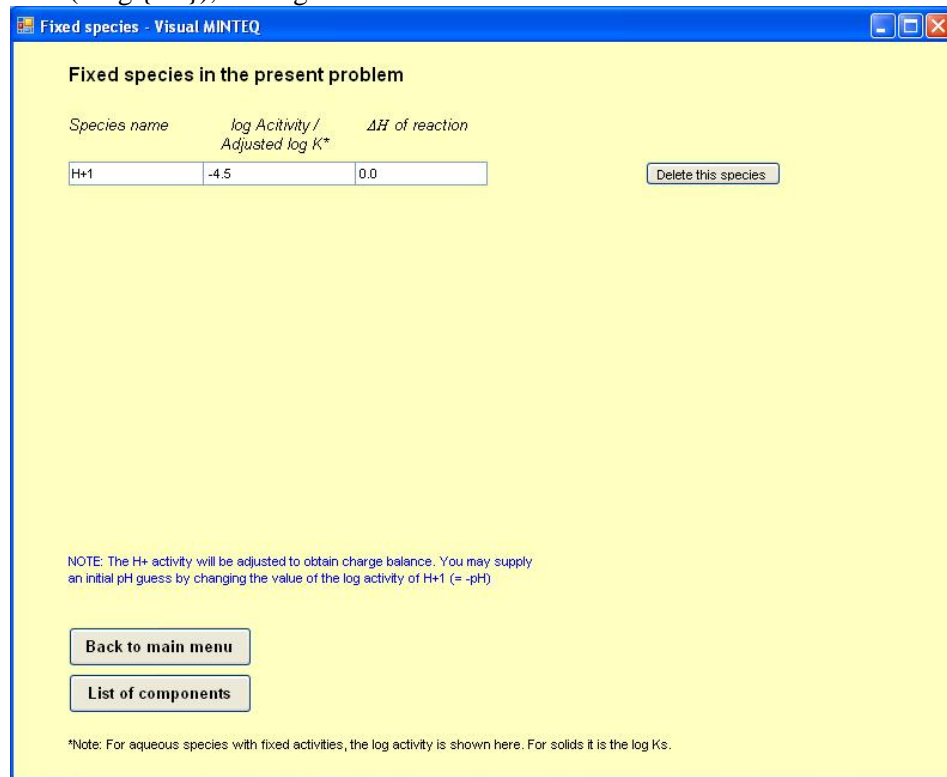 Fixed species - Visual MINTEQ
Fixed species in the present problem
Species name log Acitivity / ΔH of reaction
Adjusted log K*
H+1 -4.5 0.0 Delete this species
NOTE: The H+ activity will be adjusted to obtain charge balance. You may supply
an initial pH guess by changing the value of the log activity of H+1 (= -pH)
Back to main menu
List of components
*Note: For aqueous species with fixed activities, the log activity is shown here. For solids it is the log Ks.